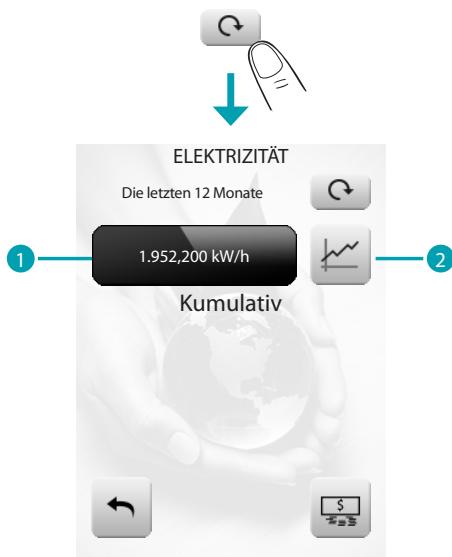 ELEKTRIZITÄT
Die letzten 12 Monate
1 1.952,200 kW/h 2
Kumulativ
$